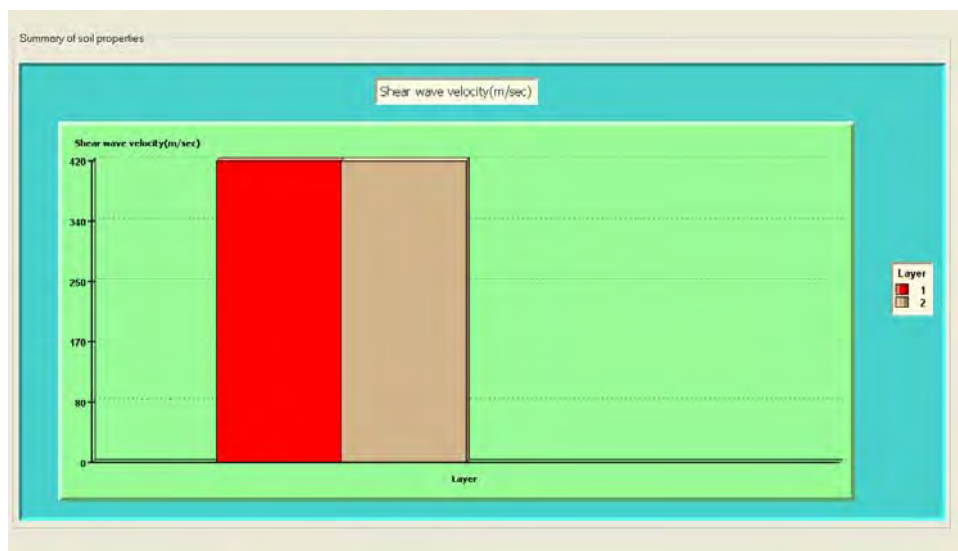 Summary of soil properties
Shear wave velocity(m/sec)
Shear wave velocity(m/sec)
420
340
250
170
80
0
Layer
Layer
1
2